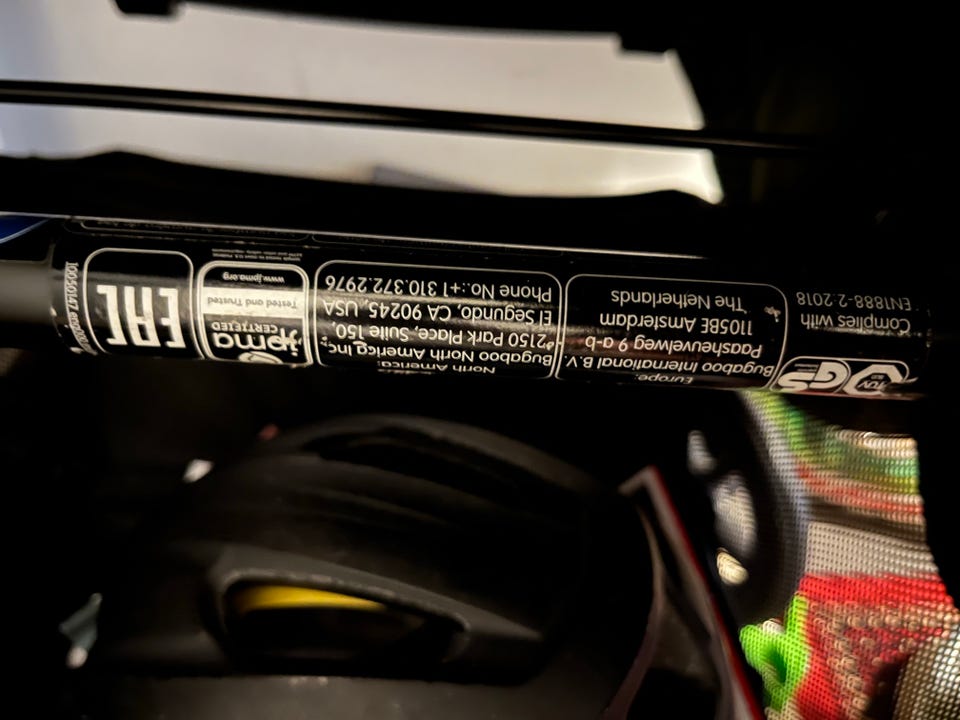 TÜV
GS
Complies with
EN1888-2:2018
Europe:
Bugaboo International B.V.
Paasheuvelweg 9 a-b
1105BE Amsterdam
The Netherlands
North America:
Bugaboo North America Inc
2150 Park Place, Suite 150,
El Segundo, CA 90245, USA
Phone No.:+1 310.372.2976
jpma
CERTIFIED
Tested and Trusted
www.jpma.org
EAC